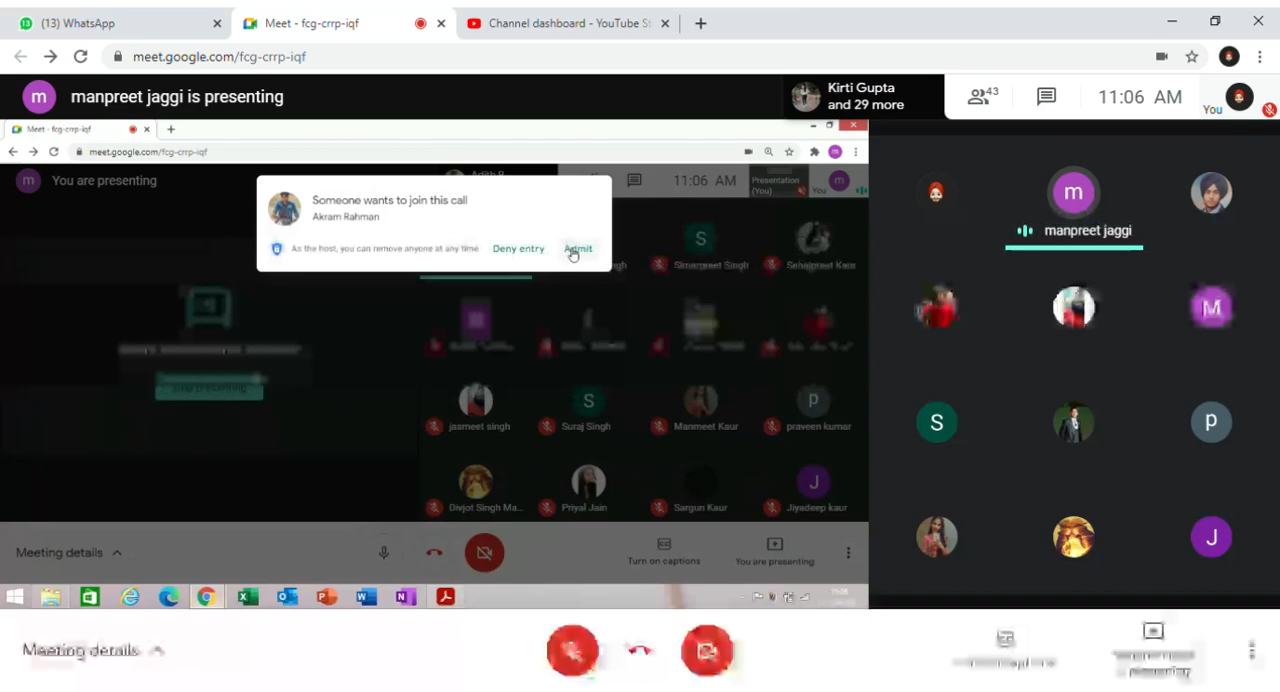 (13) WhatsApp
Meet - fcg-crrp-iqf
Channel dashboard - YouTube St
meet.google.com/fcg-crrp-iqf
m
manpreet jaggi is presenting
Kirti Gupta
and 29 more
43
11:06 AM
You
Meet - fcg-crrp-iqf
meet.google.com/fcg-crrp-iqf
m
You are presenting
11:06 AM
Presentation
(You)
You
m
Someone wants to join this call
Akram Rahman
As the host, you can remove anyone at any time
Deny entry
Admit
S
Simarpreet Singh
Sehajpreet Kaur
m
manpreet jaggi
M
jasmeet singh
S
Suraj Singh
Manmeet Kaur
p
praveen kumar
S
p
Divjot Singh Ma...
Priyal Jain
Sargun Kaur
J
Jiyadeep kaur
J
Meeting details
Turn on captions
You are presenting
Meeting details
presenting